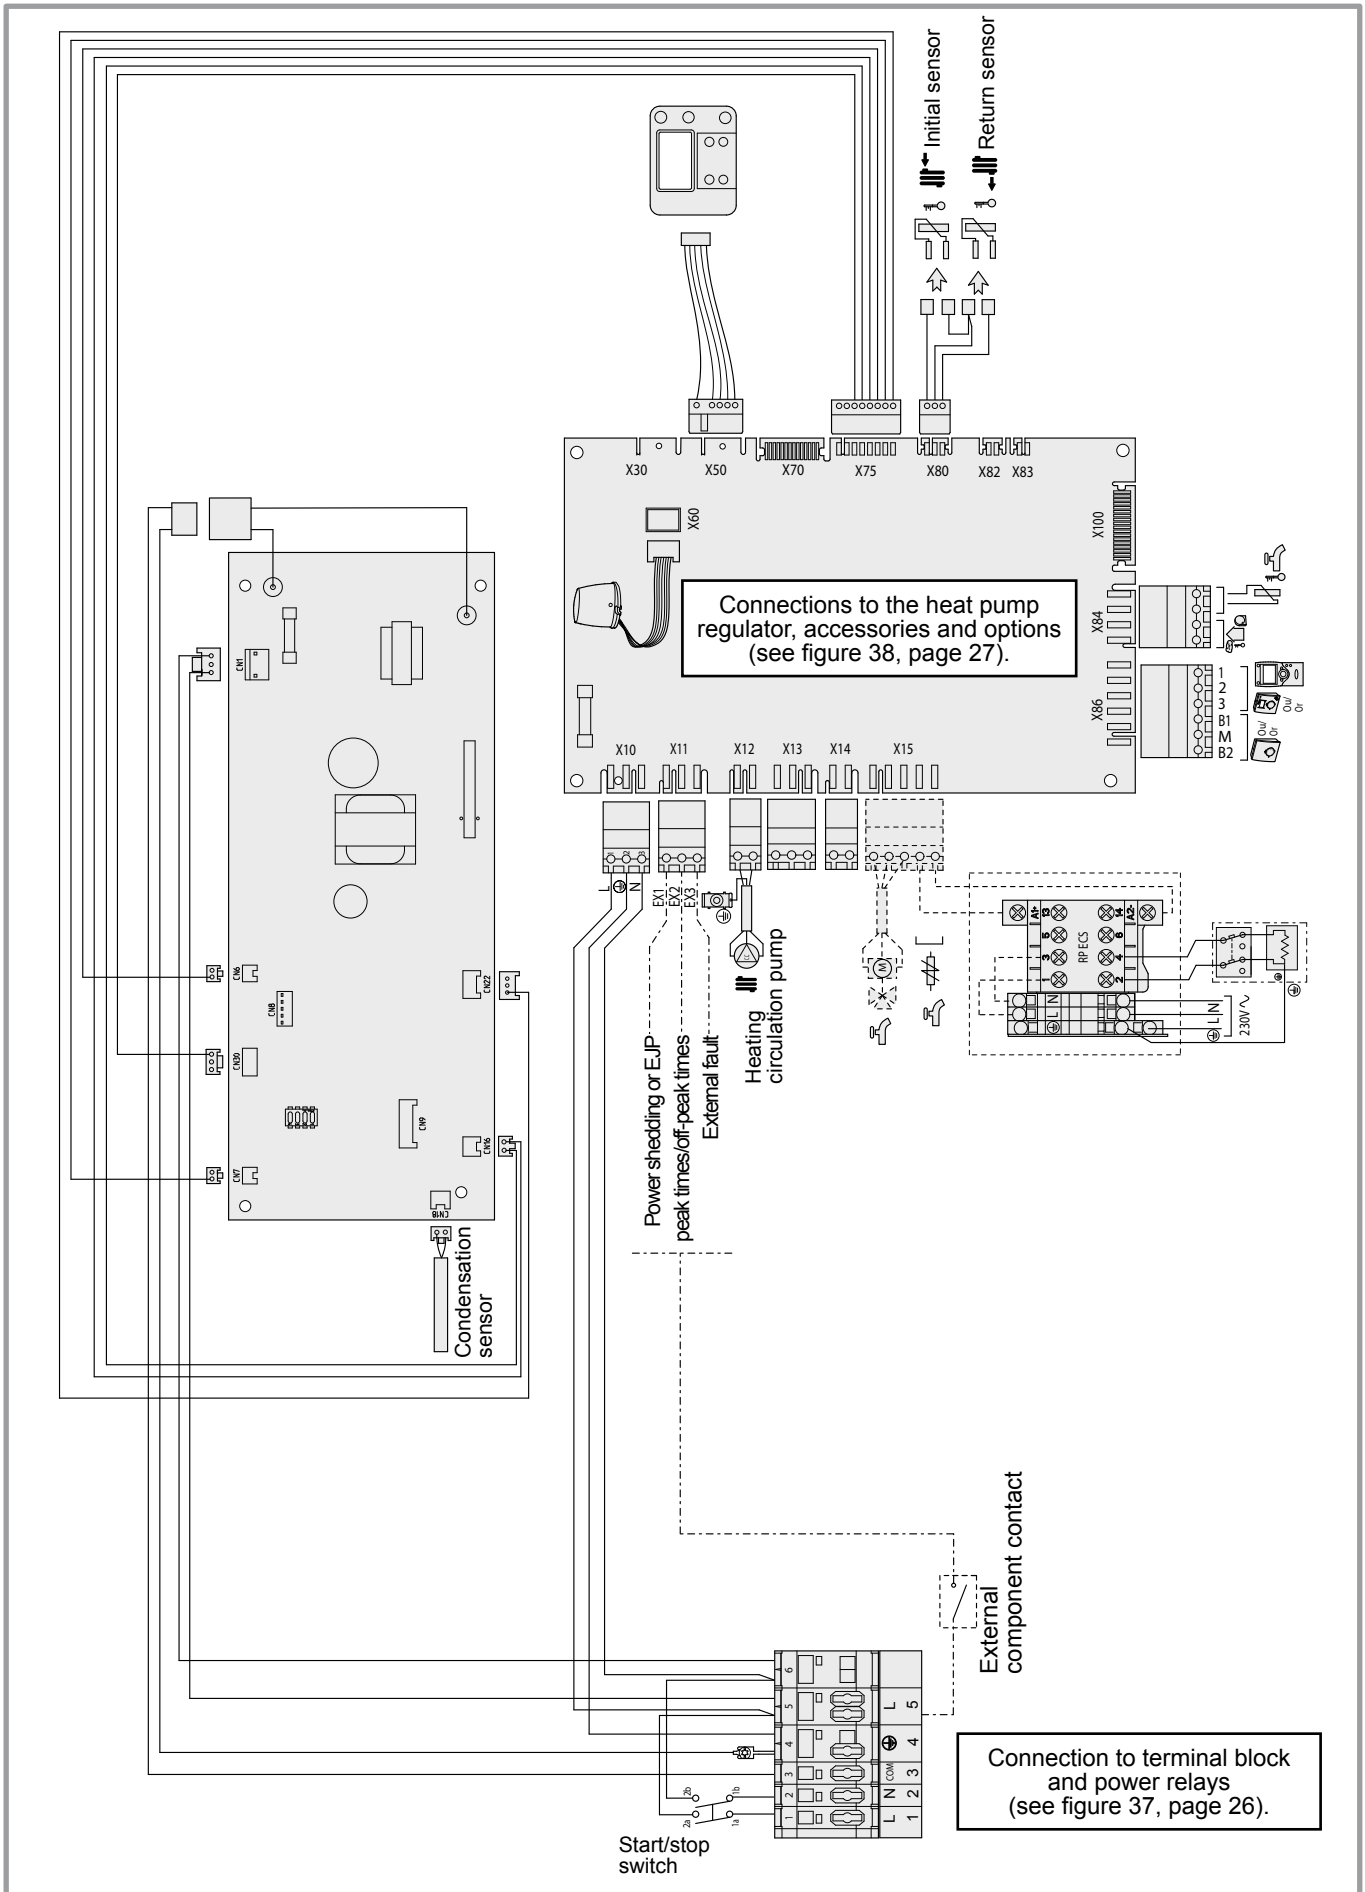 Initial sensor
Return sensor
X30
X50
X70
X75
X80
X82
X83
X60
X100
Connections to the heat pump
regulator, accessories and options
(see figure 38, page 27).
X84
X86
1
2
3
B1
M
B2
Ou/
Or
Ou/
Or
CN1
X10
X11
X12
X13
X14
X15
1
2
3
L
N
EX1
EX2
EX3
CC
M
Heating
circulation pump
Power shedding or EJP
peak times/off-peak times
External fault
A1+
13
5
3
1
RP ECS
14
A2-
6
4
2
L
N
L N
230V
CN6
CN8
CN22
CN30
CN9
CN7
CN16
CN18
Condensation
sensor
External
component contact
6
5
4
3
2
1
L
5
4
COM
3
N
2
L
1
2b
2a
1b
1a
Start/stop
switch
Connection to terminal block
and power relays
(see figure 37, page 26).